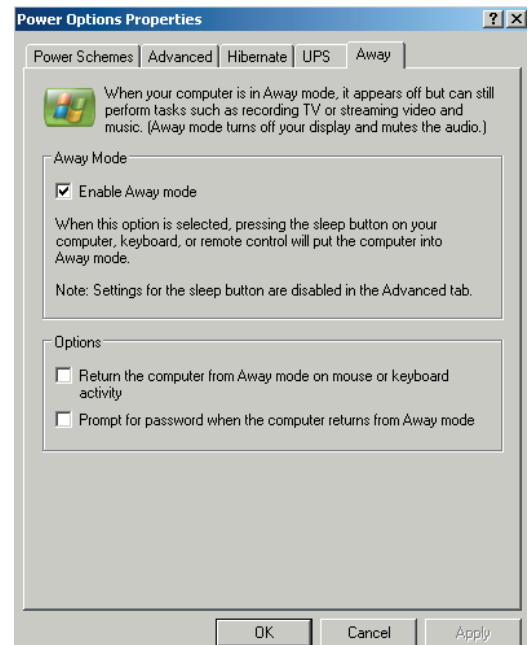 Power Options Properties
Power Schemes Advanced Hibernate UPS Away
When your computer is in Away mode, it appears off but can still
perform tasks such as recording TV or streaming video and
music. (Away mode turns off your display and mutes the audio.)
Away Mode
Enable Away mode
When this option is selected, pressing the sleep button on your
computer, keyboard, or remote control will put the computer into
Away mode.
Note: Settings for the sleep button are disabled in the Advanced tab.
Options
Return the computer from Away mode on mouse or keyboard
activity
Prompt for password when the computer returns from Away mode
OK Cancel Apply